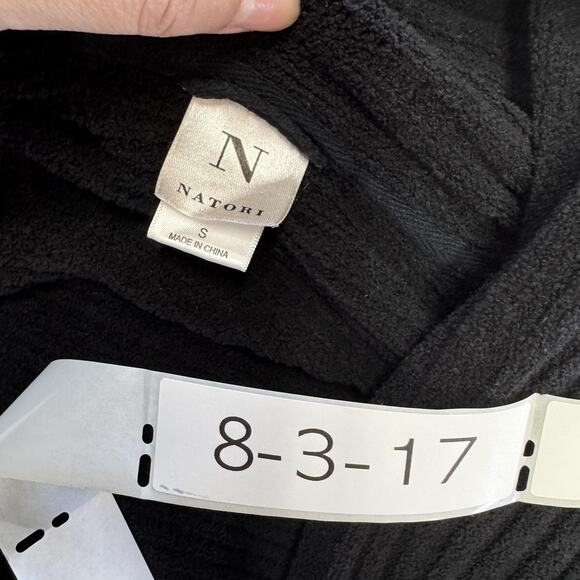 N
NATORI
S
MADE IN CHINA
8-3-17